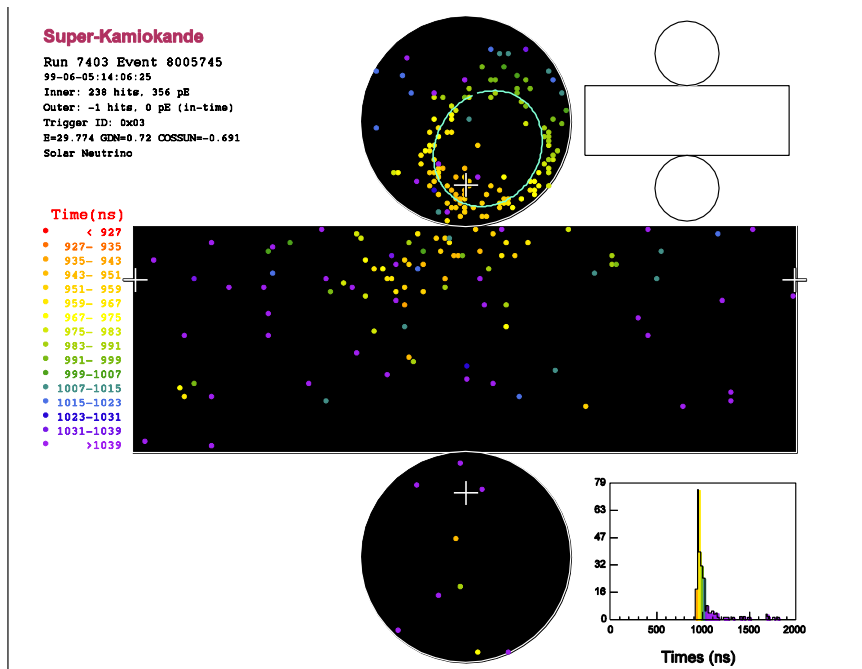 Super-Kamiokande
Run 7403 Event 8005745
99-06-05:14:06:25
Inner: 238 hits, 356 pE
Outer: -1 hits, 0 pE (in-time)
Trigger ID: 0x03
E=29.774 GDN=0.72 COSSUN=-0.691
Solar Neutrino
Time(ns)
< 927
927- 935
935- 943
943- 951
951- 959
959- 967
967- 975
975- 983
983- 991
991- 999
999-1007
1007-1015
1015-1023
1023-1031
1031-1039
>1039
79
63
47
32
16
0
0 500 1000 1500 2000
Times (ns)